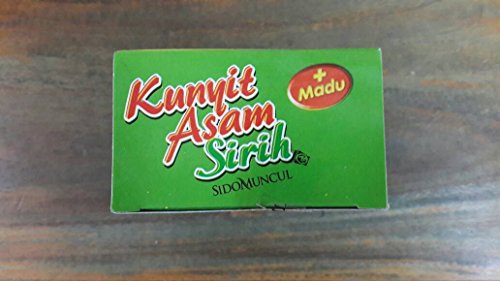 Kunyit
Asam
Sirih
SIDOMUNCUL
+
Madu